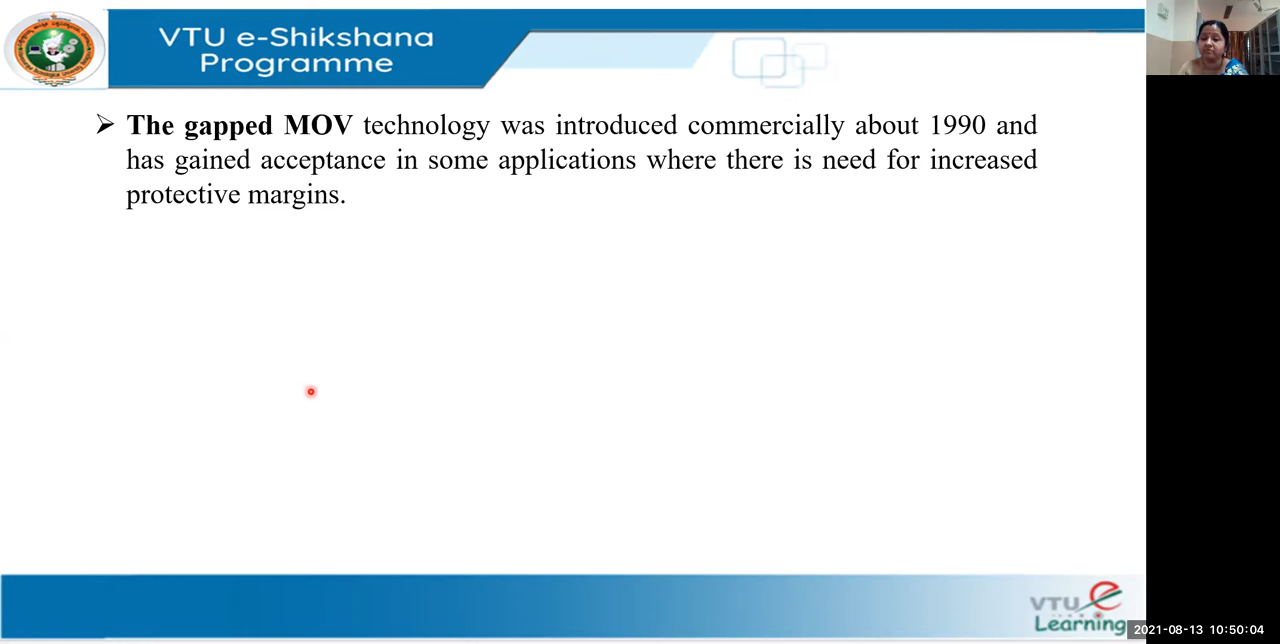 VTU e-Shikshana
Programme
➢ The gapped MOV technology was introduced commercially about 1990 and
has gained acceptance in some applications where there is need for increased
protective margins.
VTU e
Learning
2021-08-13 10:50:04